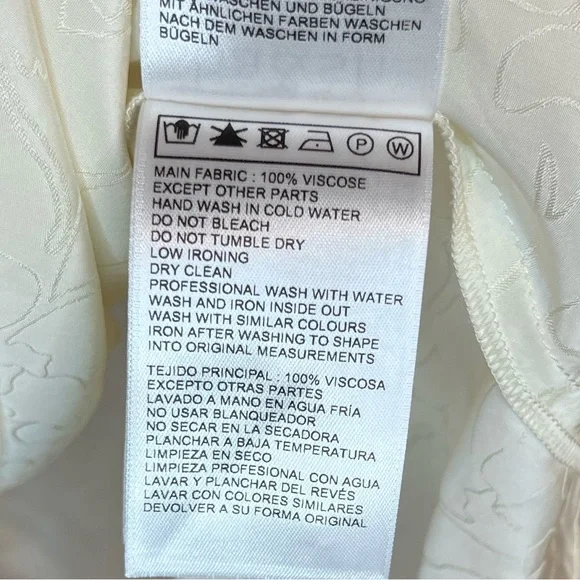 WASCHEN UND BÜGELN
MIT ÄHNLICHEN FARBEN WASCHEN
NACH DEM WASCHEN IN FORM
BÜGELN
P W
MAIN FABRIC : 100% VISCOSE
EXCEPT OTHER PARTS
HAND WASH IN COLD WATER
DO NOT BLEACH
DO NOT TUMBLE DRY
LOW IRONING
DRY CLEAN
PROFESSIONAL WASH WITH WATER
WASH AND IRON INSIDE OUT
WASH WITH SIMILAR COLOURS
IRON AFTER WASHING TO SHAPE
INTO ORIGINAL MEASUREMENTS
TEJIDO PRINCIPAL : 100% VISCOSA
EXCEPTO OTRAS PARTES
LAVADO A MANO EN AGUA FRÍA
NO USAR BLANQUEADOR
NO SECAR EN LA SECADORA
PLANCHAR A BAJA TEMPERATURA
LIMPIEZA EN SECO
LIMPIEZA PROFESIONAL CON AGUA
LAVAR Y PLANCHAR DEL REVÉS
LAVAR CON COLORES SIMILARES
DEVOLVER A SU FORMA ORIGINAL